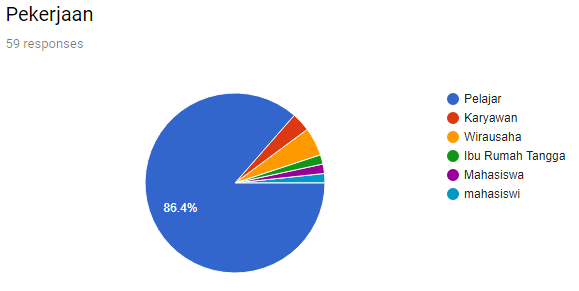 Pekerjaan
59 responses
86.4%
Pelajar
Karyawan
Wirausaha
Ibu Rumah Tangga
Mahasiswa
mahasiswi